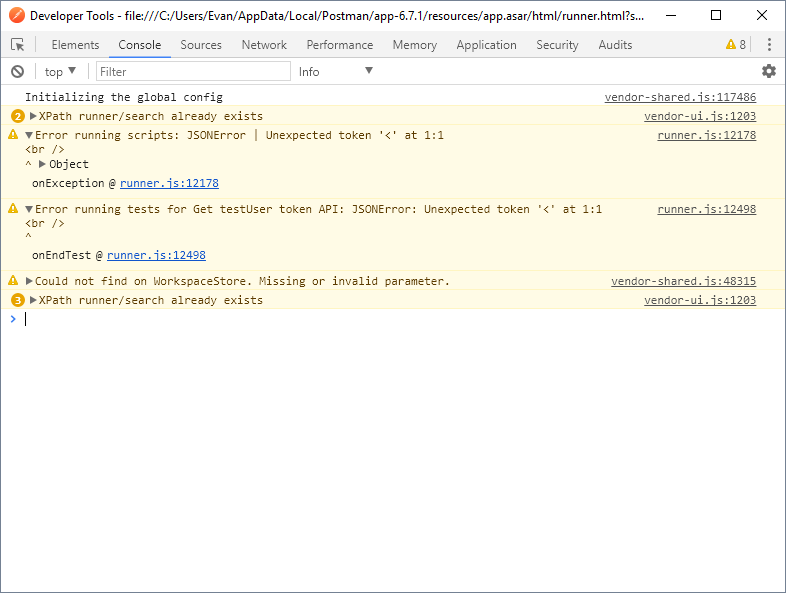 Developer Tools - file:///C:/Users/Evan/AppData/Local/Postman/app-6.7.1/resources/app.asar/html/runner.html?s...
Elements Console Sources Network Performance Memory Application Security Audits 8
top Filter Info
Initializing the global config vendor-shared.js:117486
2 XPath runner/search already exists vendor-ui.js:1203
Error running scripts: JSONError | Unexpected token '<' at 1:1 runner.js:12178
<br />
^ Object
onException @ runner.js:12178
Error running tests for Get testUser token API: JSONError: Unexpected token '<' at 1:1 runner.js:12498
<br />
^
onEndTest @ runner.js:12498
Could not find on WorkspaceStore. Missing or invalid parameter. vendor-shared.js:48315
3 XPath runner/search already exists vendor-ui.js:1203